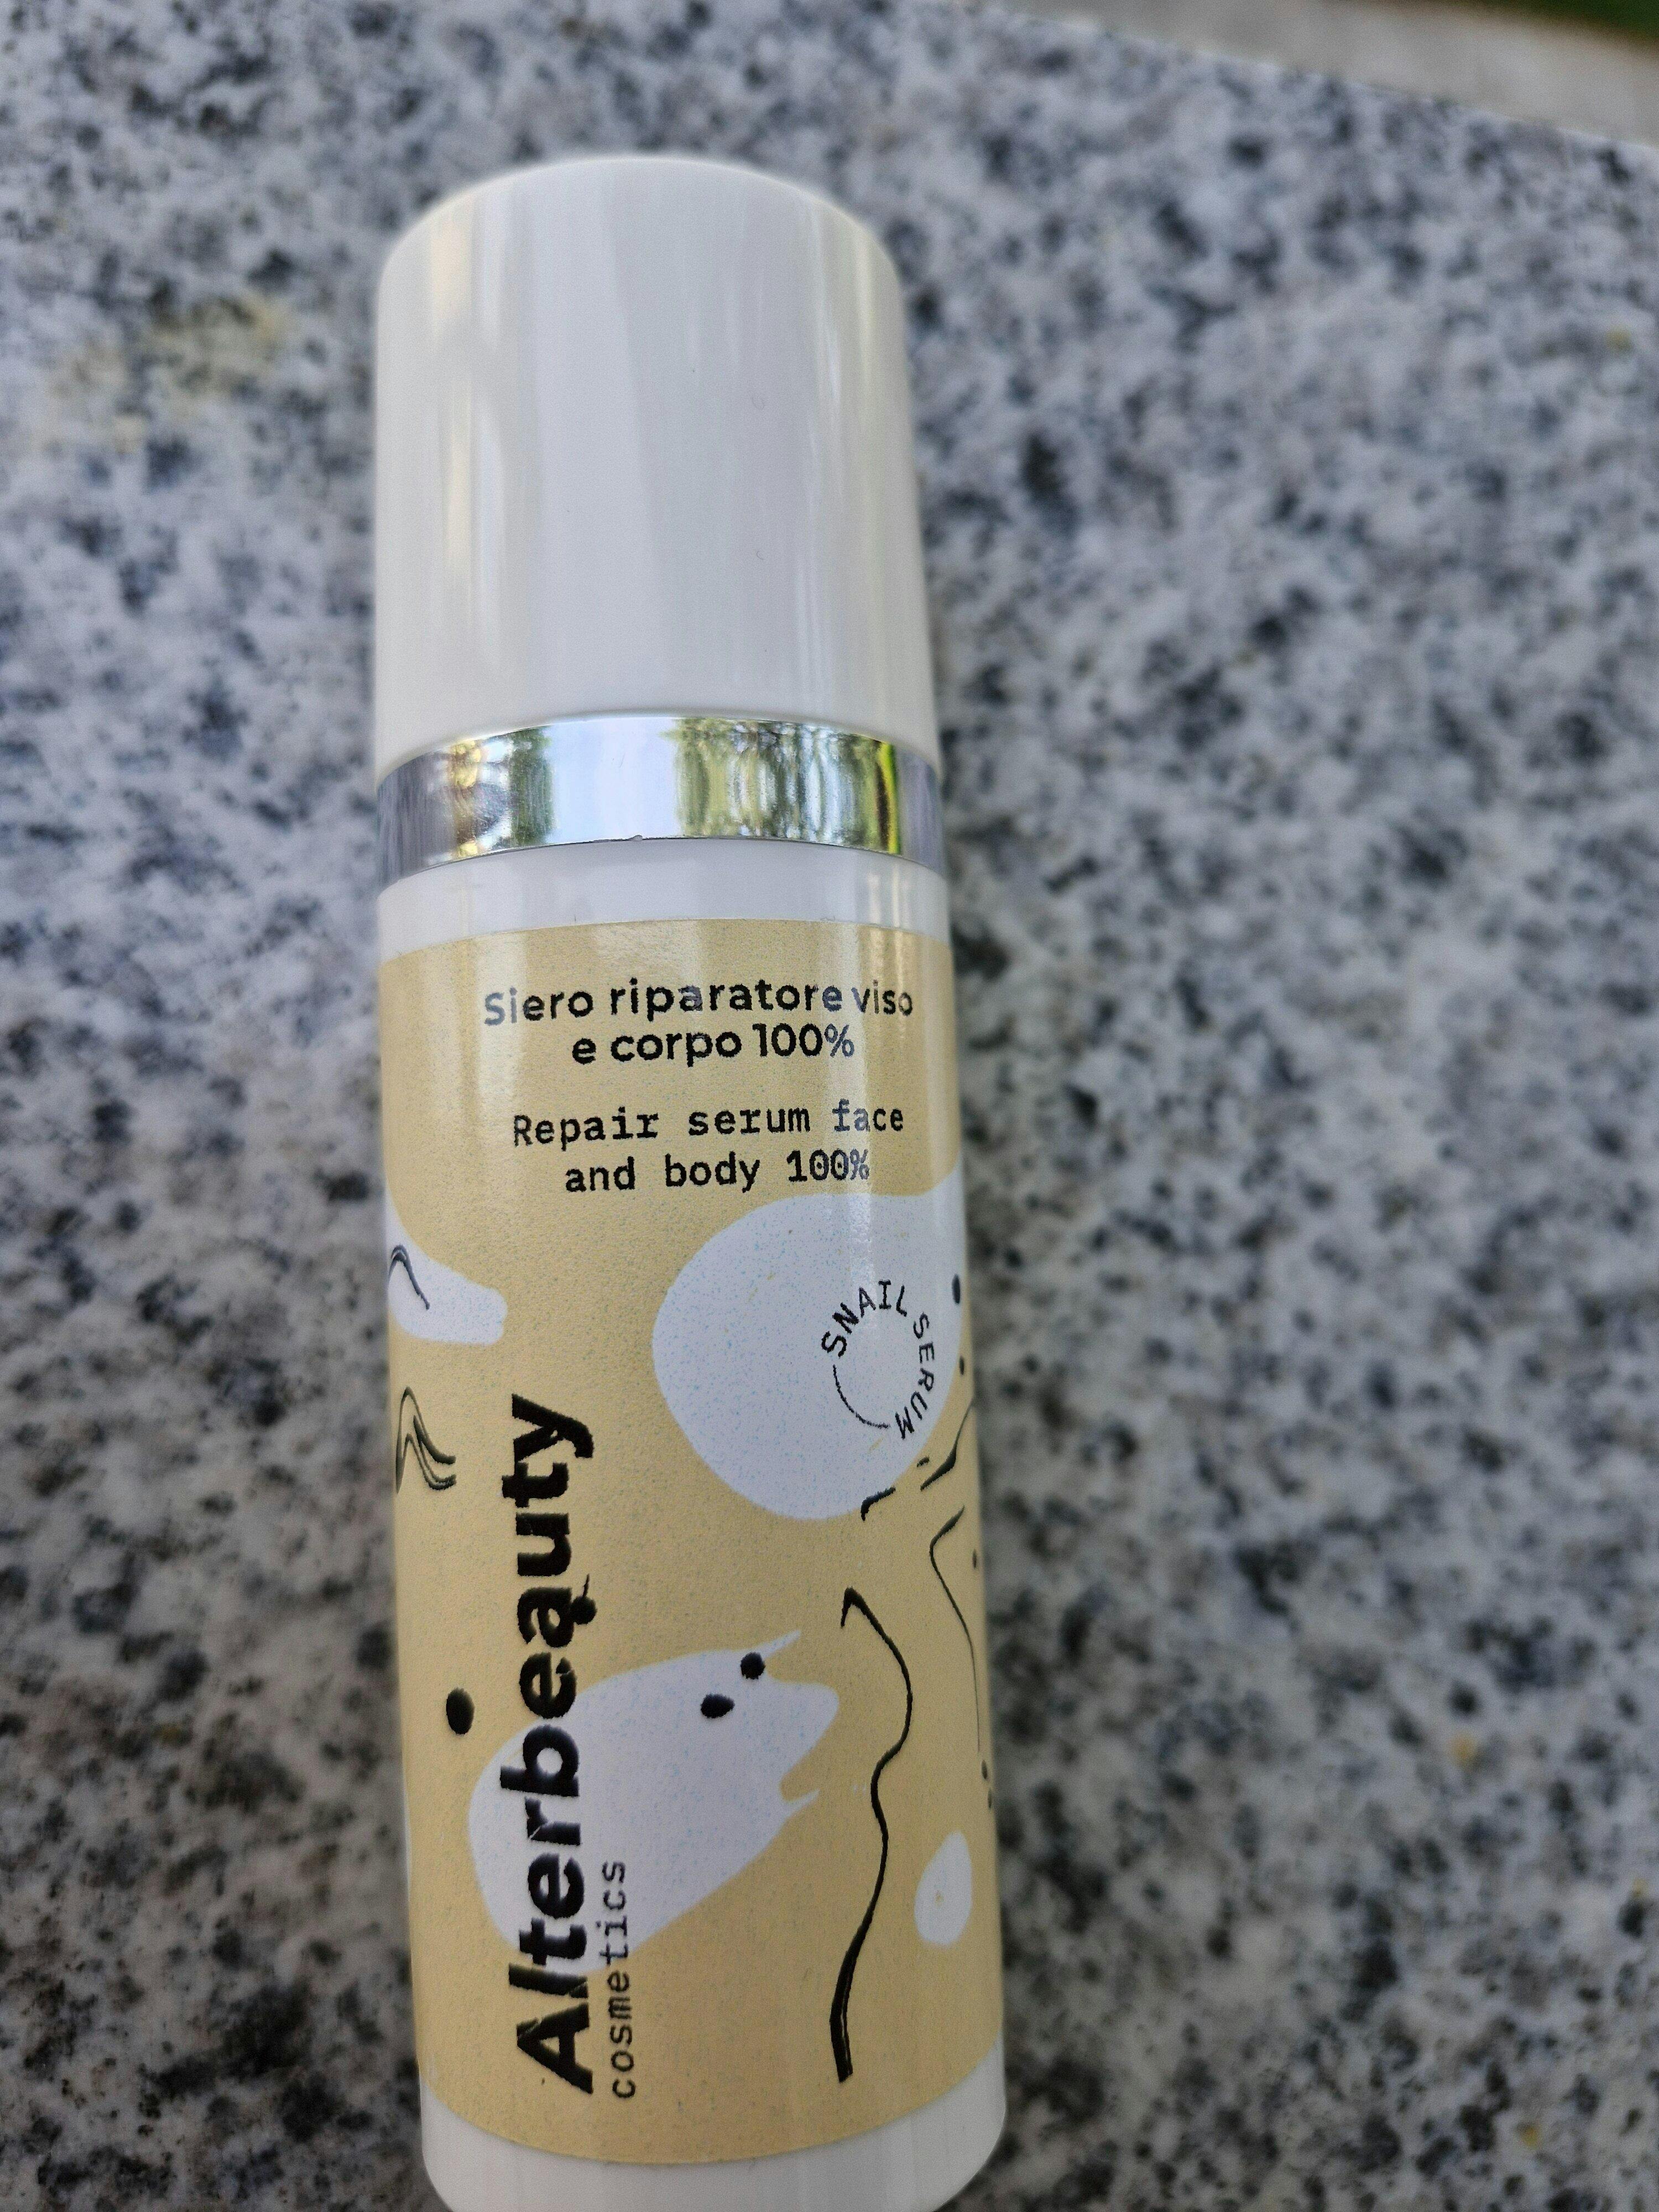 Siero riparatore viso
e corpo 100%
Repair serum face
and body 100%
SNAIL SERUM
Alterbeauty
cosmetics